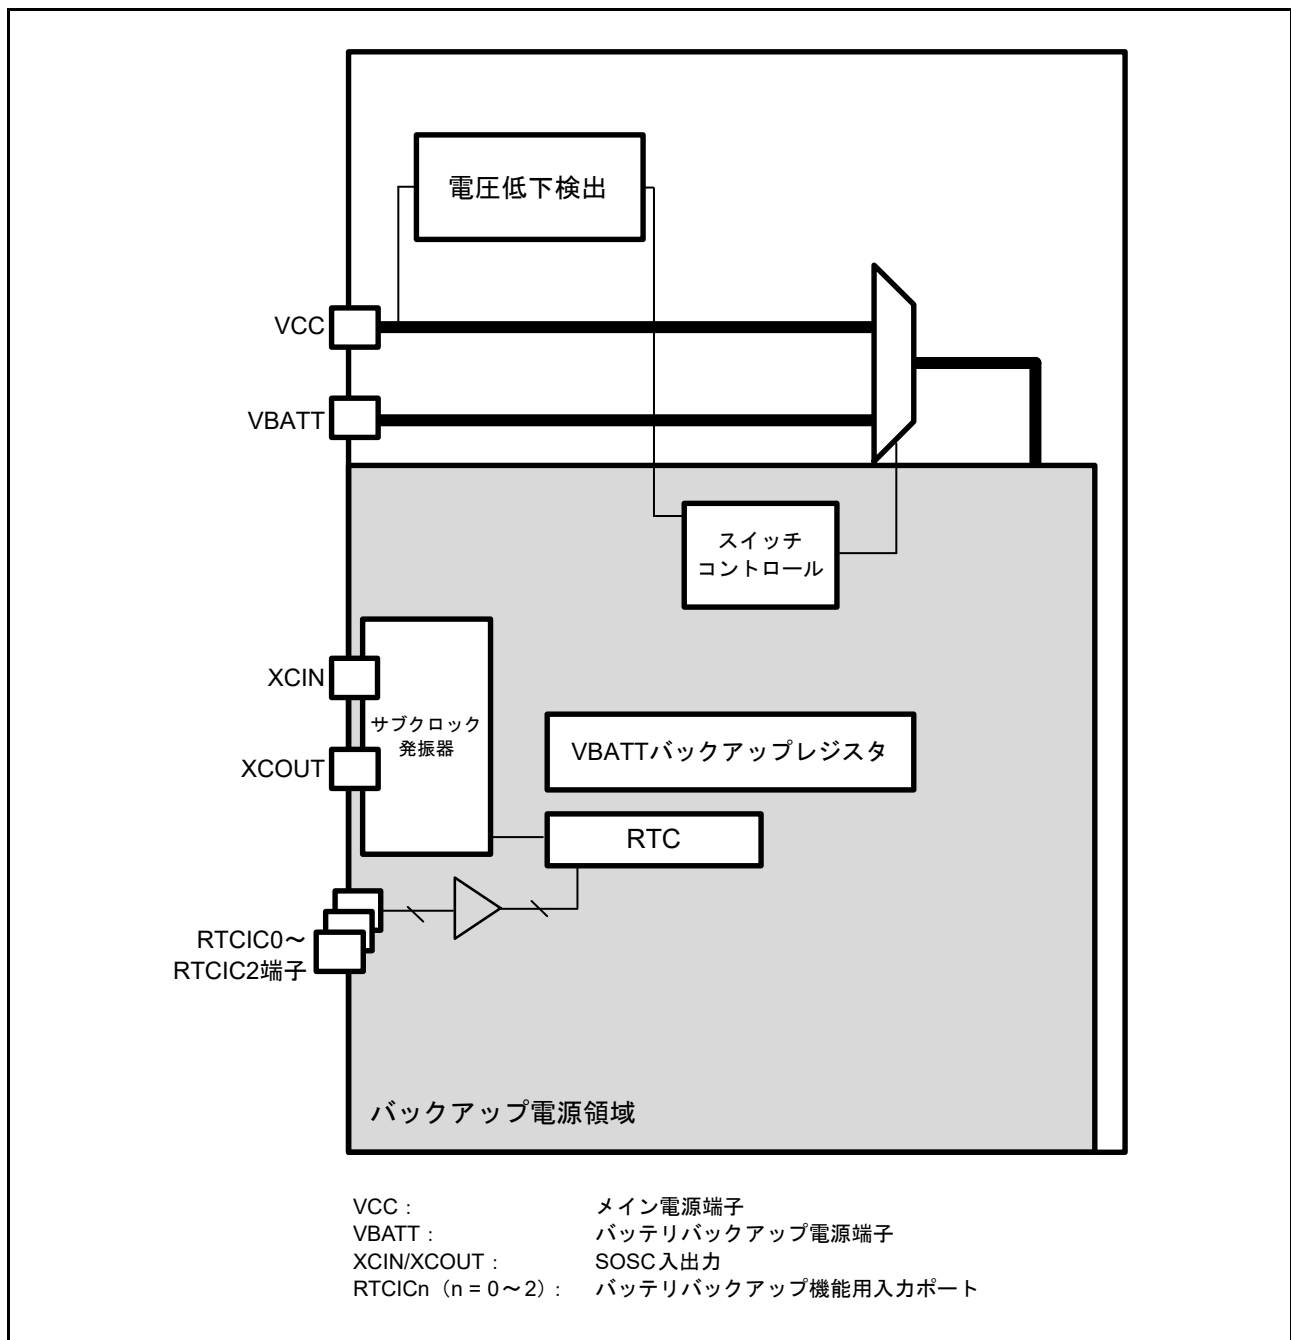 電圧低下検出
VCC
VBATT
スイッチ
コントロール
XCIN
サブクロック
発振器
XCOUT
VBATTバックアップレジスタ
RTC
RTCIC0～
RTCIC2端子
バックアップ電源領域
VCC： メイン電源端子
VBATT： バッテリバックアップ電源端子
XCIN/XCOUT： SOSC入出力
RTCICn（n = 0～2）： バッテリバックアップ機能用入力ポート